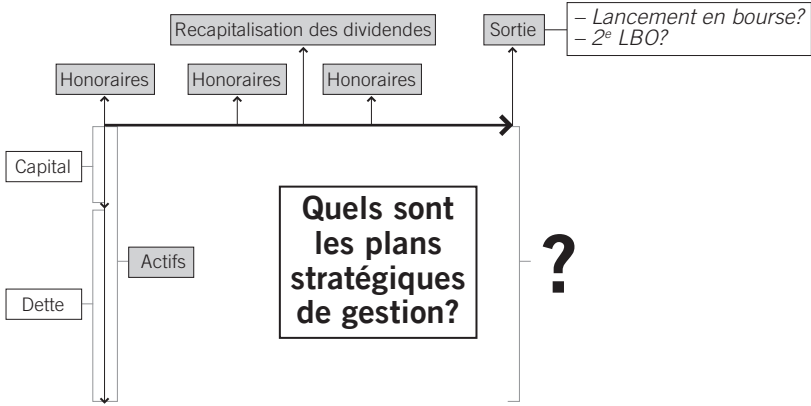 Recapitalisation des dividendes
Sortie
– Lancement en bourse?
– 2e LBO?
Honoraires
Honoraires
Honoraires
Capital
Actifs
Dette
Quels sont
les plans
stratégiques
de gestion?
?